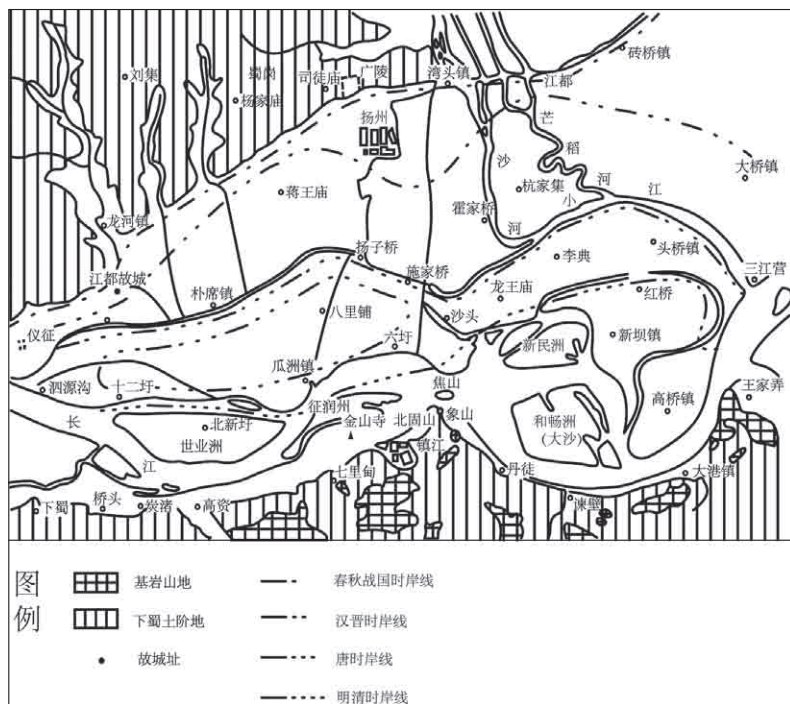 砖桥镇
刘集
蜀岗
司徒庙
广陵
湾头镇
江都
杨家庙
扬州
芒
稻
河
大桥镇
沙
河
蒋王庙
杭家集
小
江
霍家桥
龙河镇
扬子桥
李典
头桥镇
江都故城
施家桥
三江营
朴席镇
龙王庙
红桥
八里铺
沙头
仪征
六圩
新民洲
新坝镇
瓜洲镇
泗源沟
十二圩
焦山
王家弄
征润州
北固山
象山
高桥镇
长
江
北新圩
金山寺
和畅洲
(大沙)
世业洲
镇江
七里甸
丹徒
大港镇
下蜀
桥头
炭渚
高资
谏壁
图例
基岩山地
春秋战国时岸线
下蜀土阶地
汉晋时岸线
故城址
唐时岸线
明清时岸线